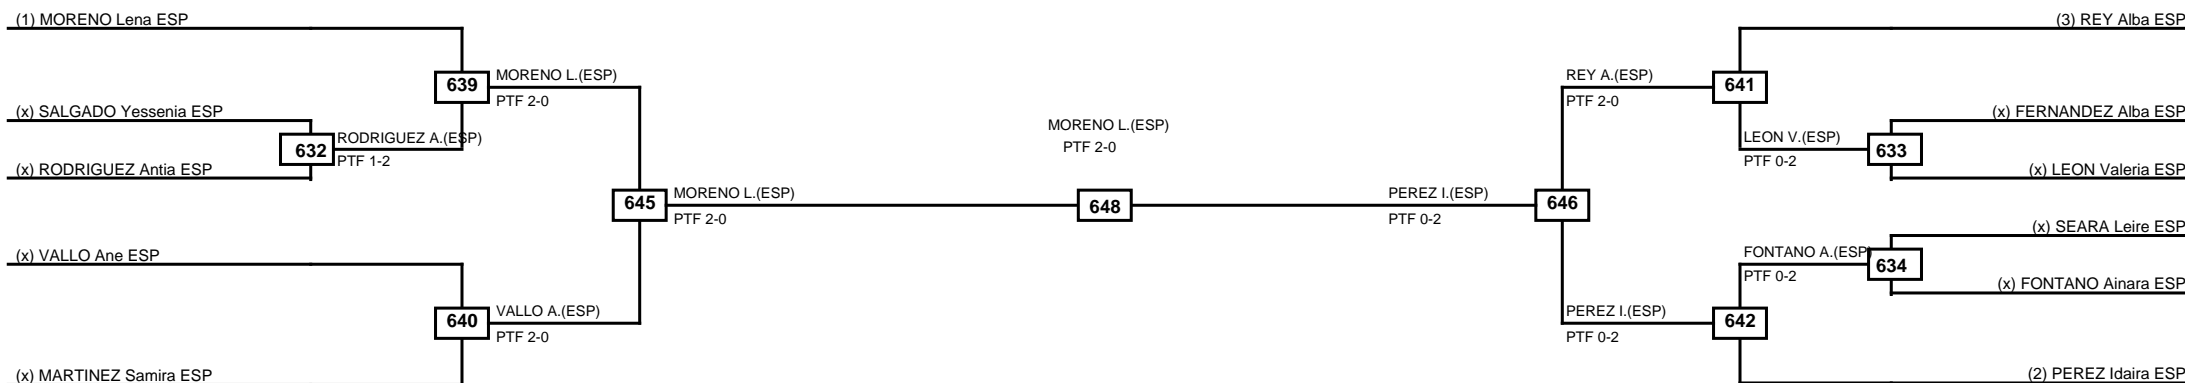 (1) MORENO Lena ESP
(3) REY Alba ESP
639
MORENO L.(ESP)
PTF 2-0
REY A.(ESP)
PTF 2-0
641
(x) SALGADO Yessenia ESP
(x) FERNANDEZ Alba ESP
632
RODRIGUEZ A.(ESP)
PTF 1-2
MORENO L.(ESP)
PTF 2-0
LEON V.(ESP)
PTF 0-2
633
(x) RODRIGUEZ Antia ESP
(x) LEON Valeria ESP
645
MORENO L.(ESP)
PTF 2-0
648
PEREZ I.(ESP)
PTF 0-2
646
(x) SEARA Leire ESP
(x) VALLO Ane ESP
FONTANO A.(ESP)
PTF 0-2
634
(x) FONTANO Ainara ESP
640
VALLO A.(ESP)
PTF 2-0
PEREZ I.(ESP)
PTF 0-2
642
(x) MARTINEZ Samira ESP
(2) PEREZ Idaira ESP